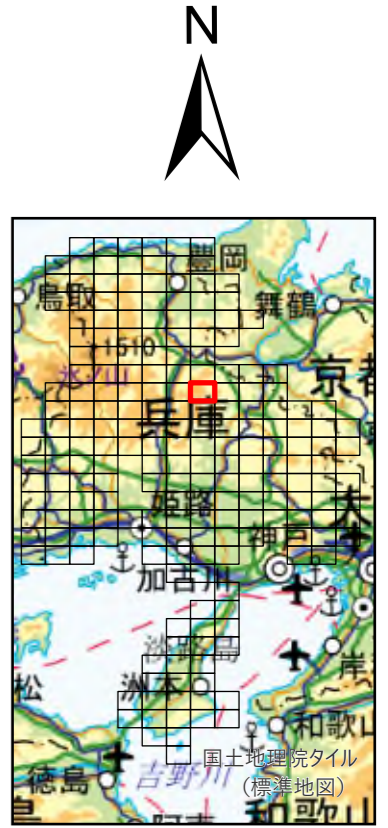 N
豊岡
鳥取
舞鶴
1510
氷ノ山
京都
兵庫
大
姫路
神戸
加古川
淡路島
洲本
岸
松
和歌山
国土地理院タイル
徳島
吉野川
(標準地図)
和歌山